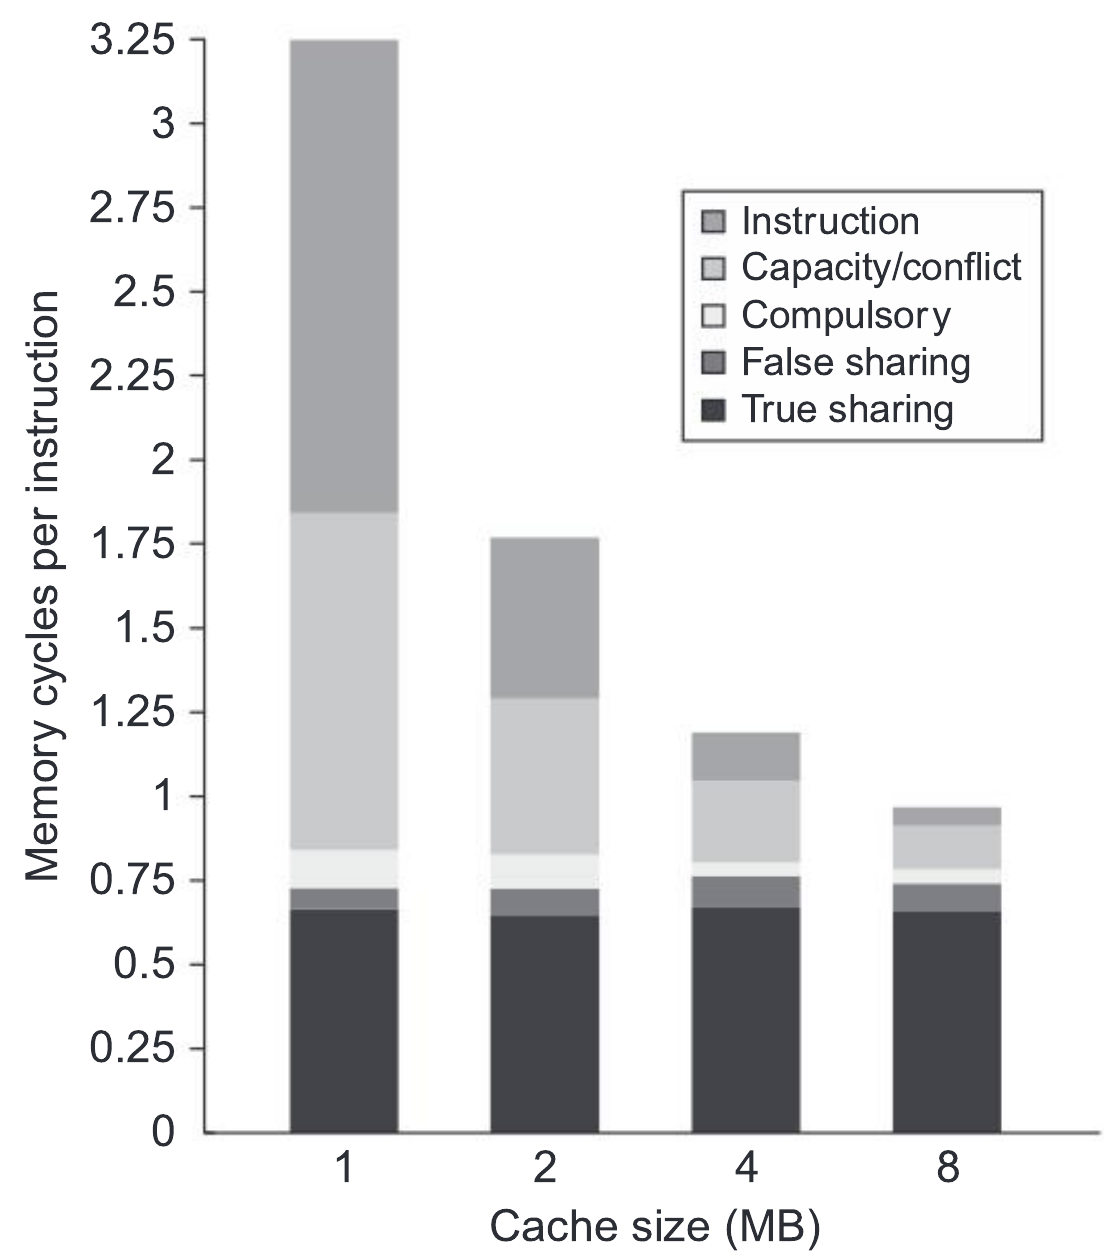 3.25
3
2.75
2.5
2.25
2
1.75
1.5
1.25
1
0.75
0.5
0.25
0
Memory cycles per instruction
Instruction
Capacity/conflict
Compulsory
False sharing
True sharing
1 2 4 8
Cache size (MB)